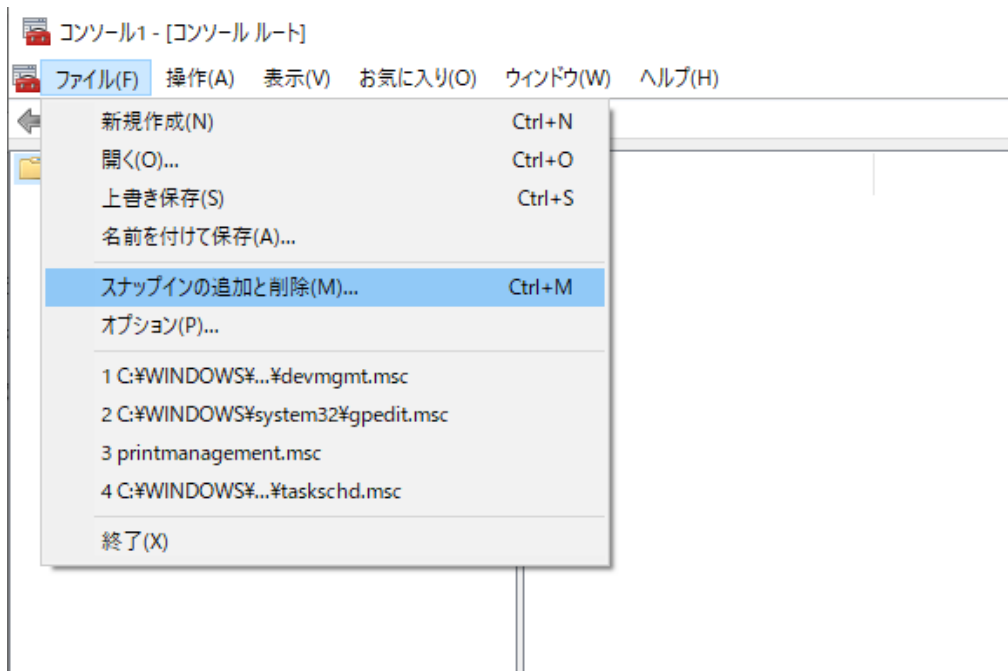 コンソール1 - [コンソール ルート]
ファイル(F) 操作(A) 表示(V) お気に入り(O) ウィンドウ(W) ヘルプ(H)
新規作成(N) Ctrl+N
開く(O)... Ctrl+O
上書き保存(S) Ctrl+S
名前を付けて保存(A)...
スナップインの追加と削除(M)... Ctrl+M
オプション(P)...
1 C:¥WINDOWS¥...¥devmgmt.msc
2 C:¥WINDOWS¥system32¥gpedit.msc
3 printmanagement.msc
4 C:¥WINDOWS¥...¥taskschd.msc
終了(X)